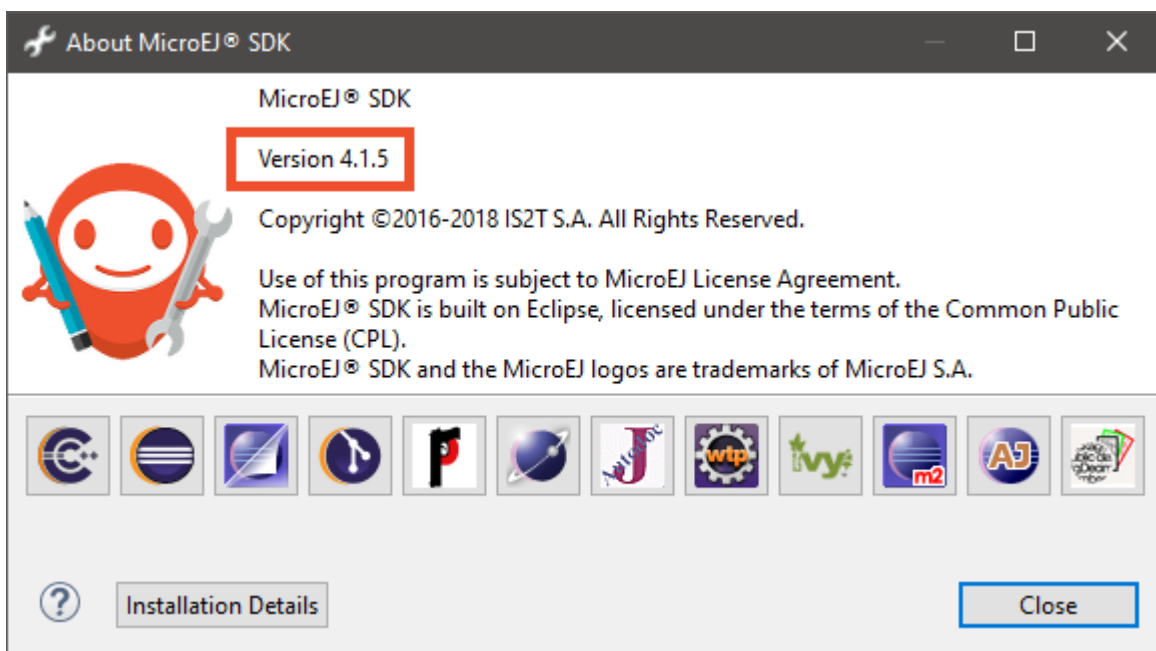 About MicroEJ® SDK
MicroEJ® SDK
Version 4.1.5
Copyright ©2016-2018 IS2T S.A. All Rights Reserved.
Use of this program is subject to MicroEJ License Agreement.
MicroEJ® SDK is built on Eclipse, licensed under the terms of the Common Public
License (CPL).
MicroEJ® SDK and the MicroEJ logos are trademarks of MicroEJ S.A.
C++
J Autodoc
wtp
ivy
m2
AJ
?
Installation Details
Close